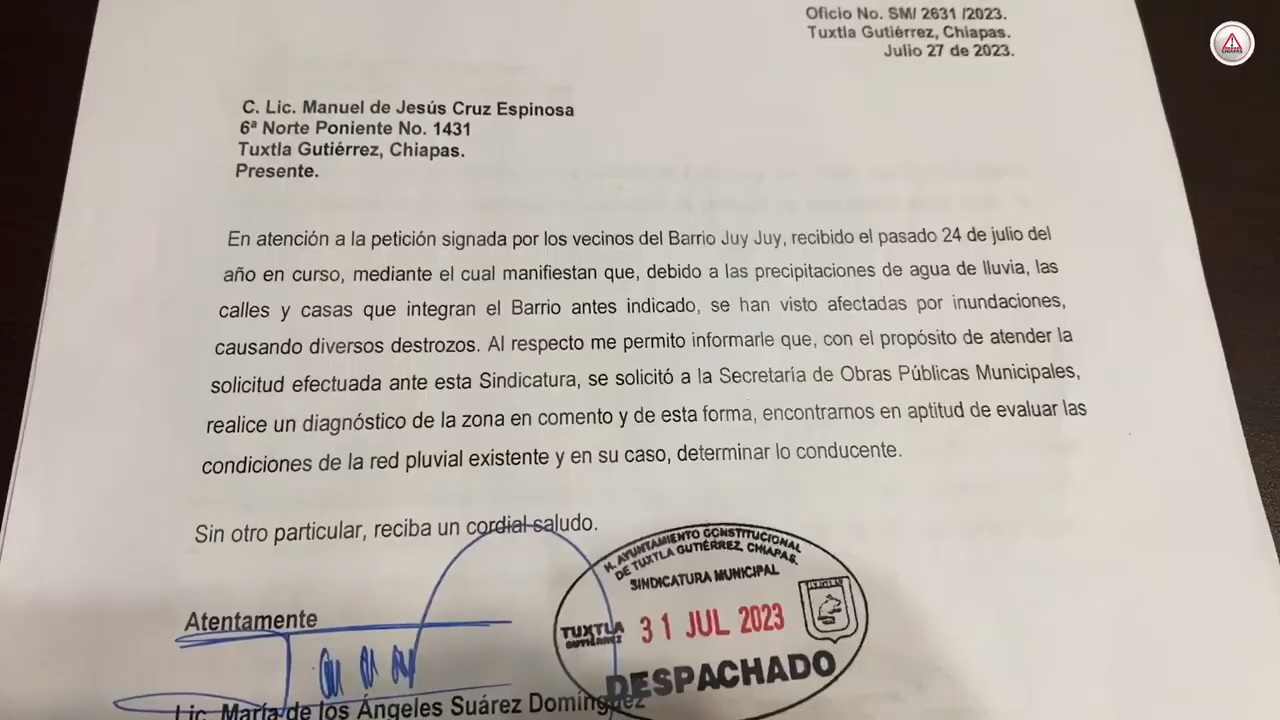 Oficio No. SM/ 2631 /2023.
Tuxtla Gutiérrez, Chiapas.
Julio 27 de 2023.
CHIAPAS
C. Lic. Manuel de Jesús Cruz Espinosa
6ª Norte Poniente No. 1431
Tuxtla Gutiérrez, Chiapas.
Presente.
En atención a la petición signada por los vecinos del Barrio Juy Juy, recibido el pasado 24 de julio del
año en curso, mediante el cual manifiestan que, debido a las precipitaciones de agua de lluvia, las
calles y casas que integran el Barrio antes indicado, se han visto afectadas por inundaciones,
causando diversos destrozos. Al respecto me permito informarle que, con el propósito de atender la
solicitud efectuada ante esta Sindicatura, se solicitó a la Secretaría de Obras Públicas Municipales,
realice un diagnóstico de la zona en comento y de esta forma, encontrarnos en aptitud de evaluar las
condiciones de la red pluvial existente y en su caso, determinar lo conducente.
Sin otro particular, reciba un cordial saludo.
H. AYUNTAMIENTO CONSTITUCIONAL
DE TUXTLA GUTIÉRREZ, CHIAPAS.
SINDICATURA MUNICIPAL
TUXTLA
GUTIÉRREZ
31 JUL 2023
DESPACHADO
Atentamente
Lic. María de los Ángeles Suárez Domínguez